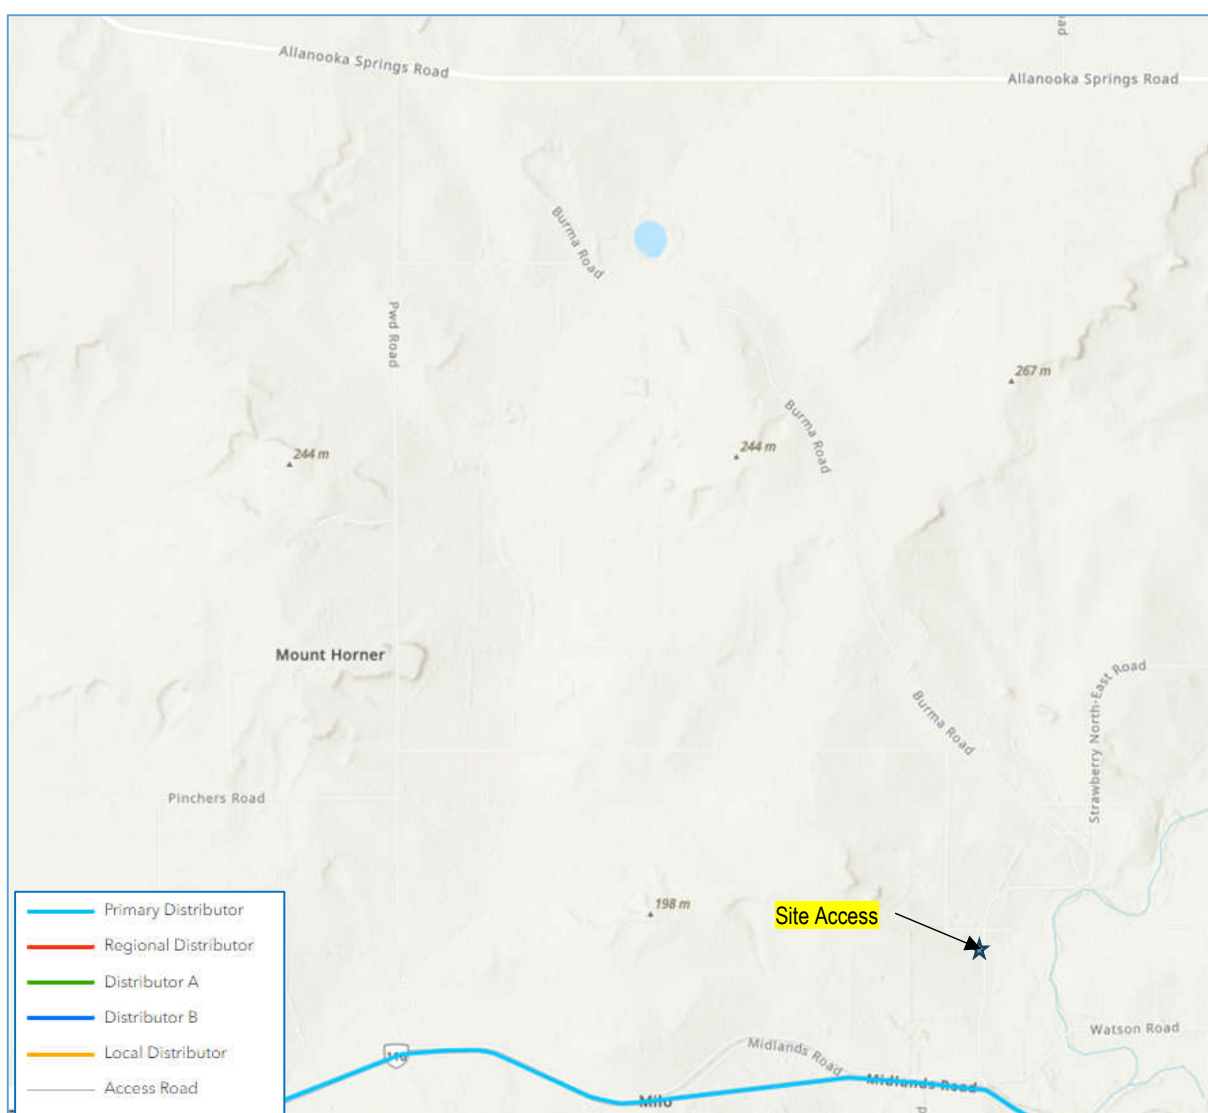 Allanooka Springs Road
Allanooka Springs Road
Burma Road
Pwd Road
267 m
Burma Road
244 m
244 m
Mount Horner
Strawberry North-East Road
Burma Road
Pinchers Road
198 m
Site Access
Primary Distributor
Regional Distributor
Distributor A
Distributor B
Local Distributor
Access Road
Watson Road
Midlands Road
Midlands Road
Milo